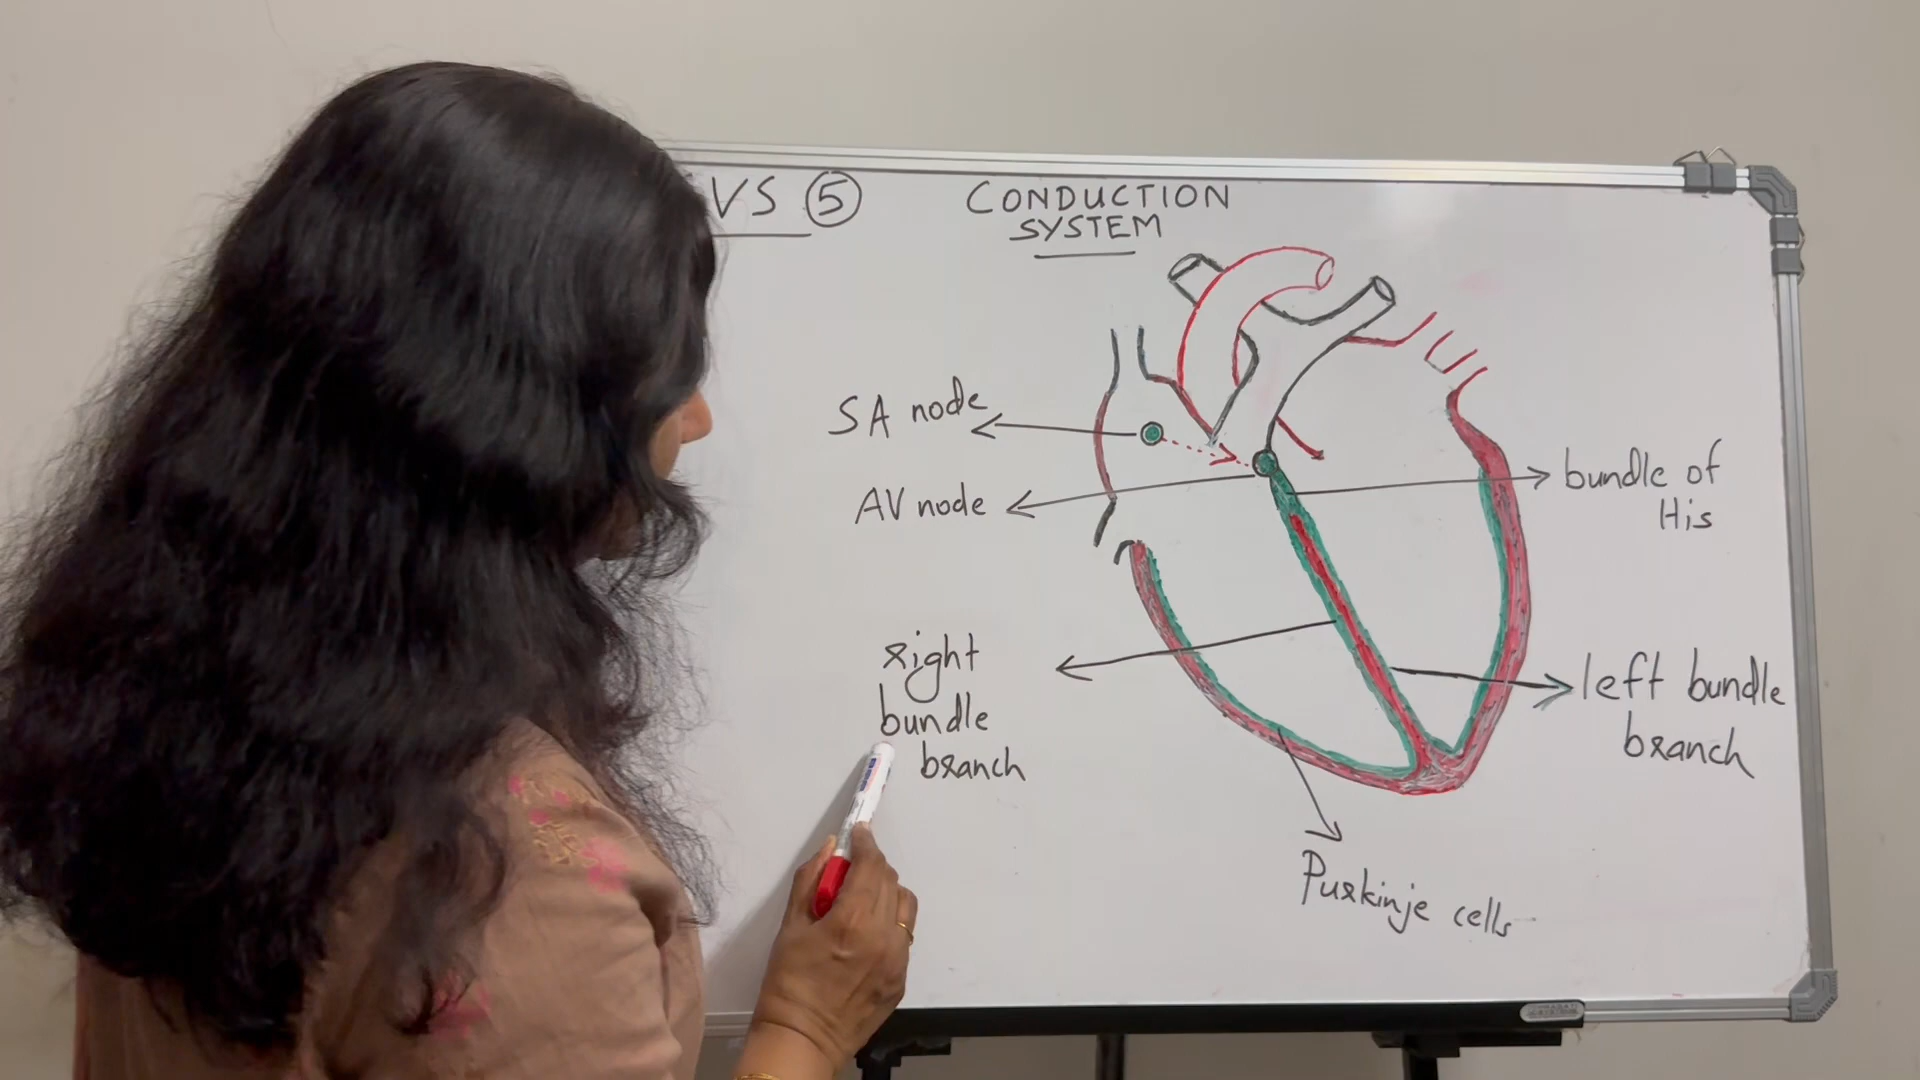 VS 5
CONDUCTION
SYSTEM
SA node
AV node
bundle of
His
right
bundle
branch
left bundle
branch
Purkinje cells